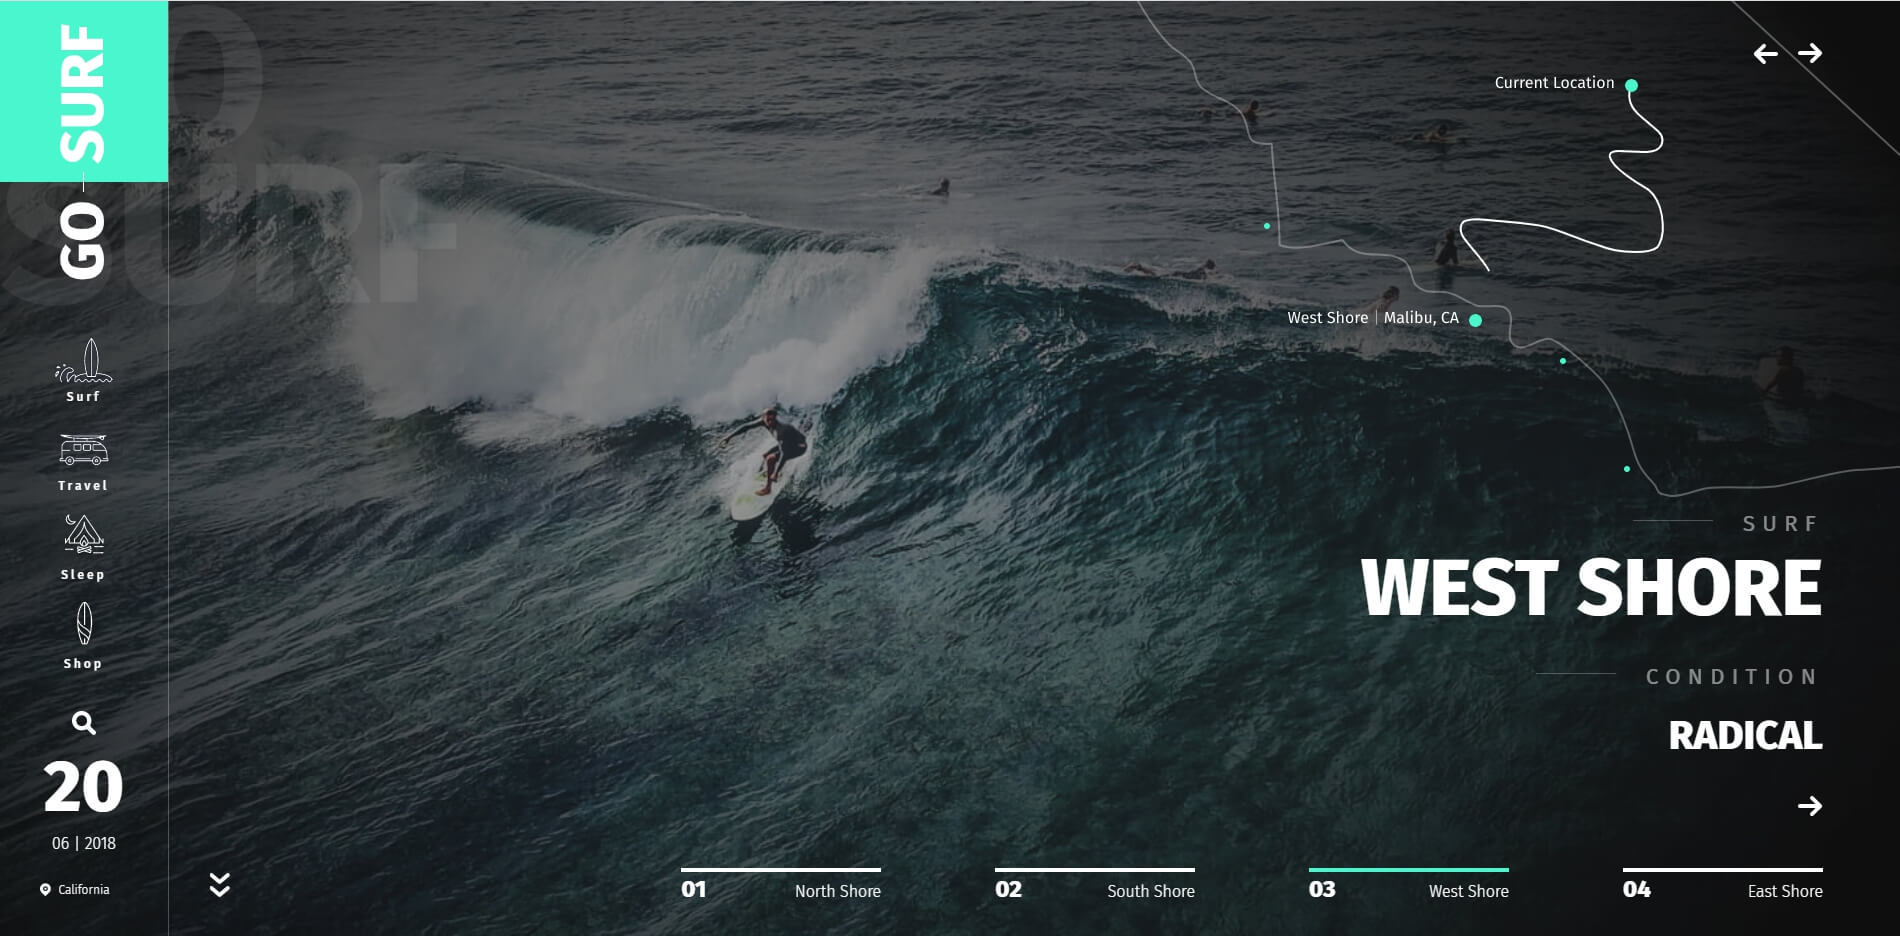 GO SURF
O
SURF
Surf
Travel
Sleep
Shop
20
06 | 2018
California
Current Location
West Shore | Malibu, CA
SURF
WEST SHORE
CONDITION
RADICAL
01 North Shore
02 South Shore
03 West Shore
04 East Shore